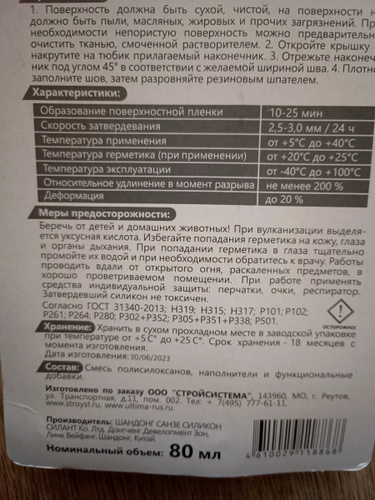 1. Поверхность должна быть сухой, чистой, на поверхности н
должно быть пыли, масляных, жировых и прочих загрязнений. Пр
необходимости непористую поверхность можно предварительн
очистить тканью, смоченной растворителем. 2. Откройте крышку
накрутите на тюбик прилагаемый наконечник. 3. Отрежьте наконеч
ник под углом 45° в соответствии с желаемой шириной шва. 4. Плотн
заполните шов, затем разровняйте резиновым шпателем.
Характеристики:
Образование поверхностной пленки 10-25 мин
Скорость затвердевания 2,5-3,0 мм / 24 ч
Температура применения от +5°С до +40°С
Температура герметика (при применении) от +20°С до +25°С
Температура эксплуатации от -40°С до +100°С
Относительное удлинение в момент разрыва не менее 200 %
Деформация до 20 %
Меры предосторожности:
Беречь от детей и домашних животных! При вулканизации выделя-
ется уксусная кислота. Избегайте попадания герметика на кожу, глаза
и органы дыхания. При попадании герметика в глаза тщательно
промойте их водой и при необходимости обратитесь к врачу. Работы
проводить вдали от открытого огня, раскаленных предметов, в
хорошо проветриваемом помещении. При работе применять
средства индивидуальной защиты: перчатки, очки, респиратор.
Затвердевший силикон не токсичен.
Согласно ГОСТ 31340-2013; H319; H315; H317; P101; P102;
P261; P264; P280; P302+P352; P305+P351+P338; P501.
ОСТОРОЖНО
Хранение: Хранить в сухом прохладном месте в заводской упаковке
при температуре от +5°С до +25°С. Срок хранения - 18 месяцев с
момента изготовления.
Дата изготовления: 30/06/2023
Состав: Смесь полисилоксанов, наполнители и функциональные
добавки
Изготовлено по заказу ООО "СТРОЙСИСТЕМА", 143960, МО, г. Реутов,
ул. Транспортная, д.11, пом. 002 Тел: + 7(495) 777-61-11,
www.stroyst.ru www.ultima-rus.ru
Производитель: ШАНДОНГ САНЗЕ СИЛИКОН
СИЛАНТ Ко. Лтд. Донгченг Девелопмент Зон,
Линк Вейфанг, Шандонг, Китай.
Номинальный объем: 80 мл
4610029118868